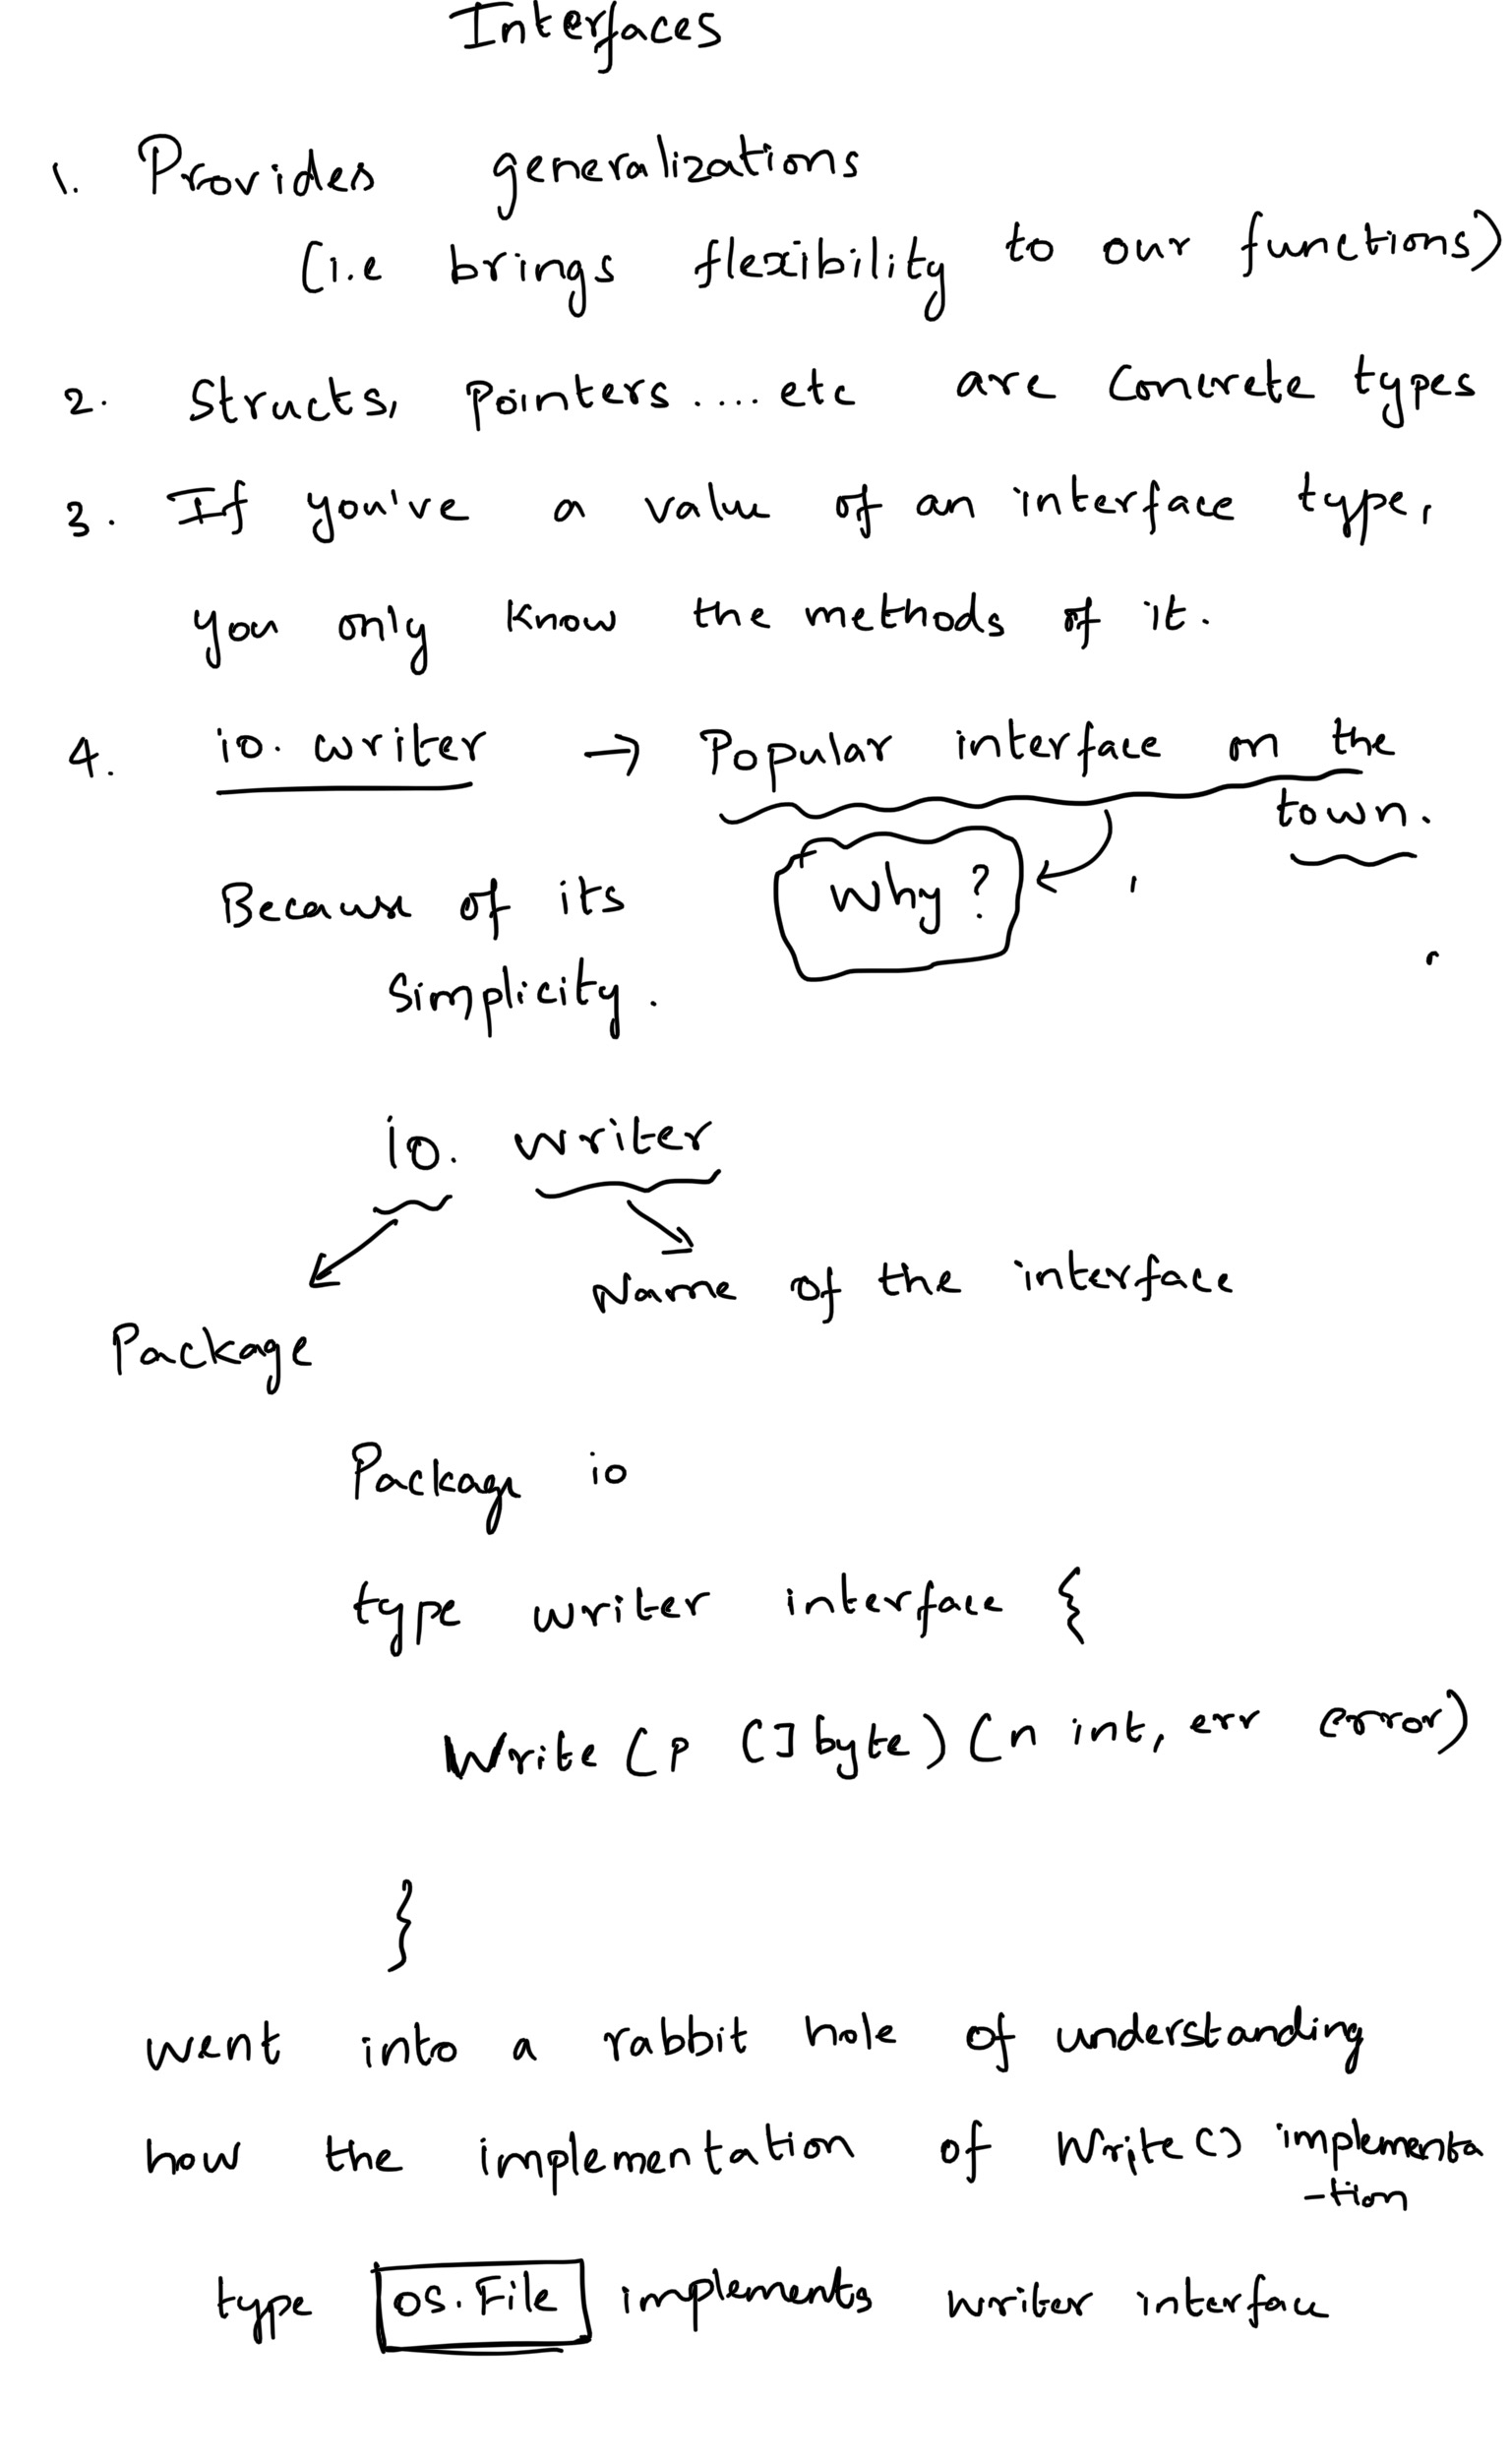 Interfaces
1. Provides generalizations
(i.e brings flexibility to our functions)
2. Structs, Pointers.... etc are Concrete types
3. If you've a value of an interface type,
you only know the methods of it.
4. io. writer → Popular interface on the
town.
Why?
Because of its
simplicity.
io. writer
Name of the interface
Package
Package io
type writer interface {
Write (p []byte) (n int, err error)
}
went into a rabbit hole of understanding
how the implementation of Write() implementa
-tion
type os.File implements writer interface